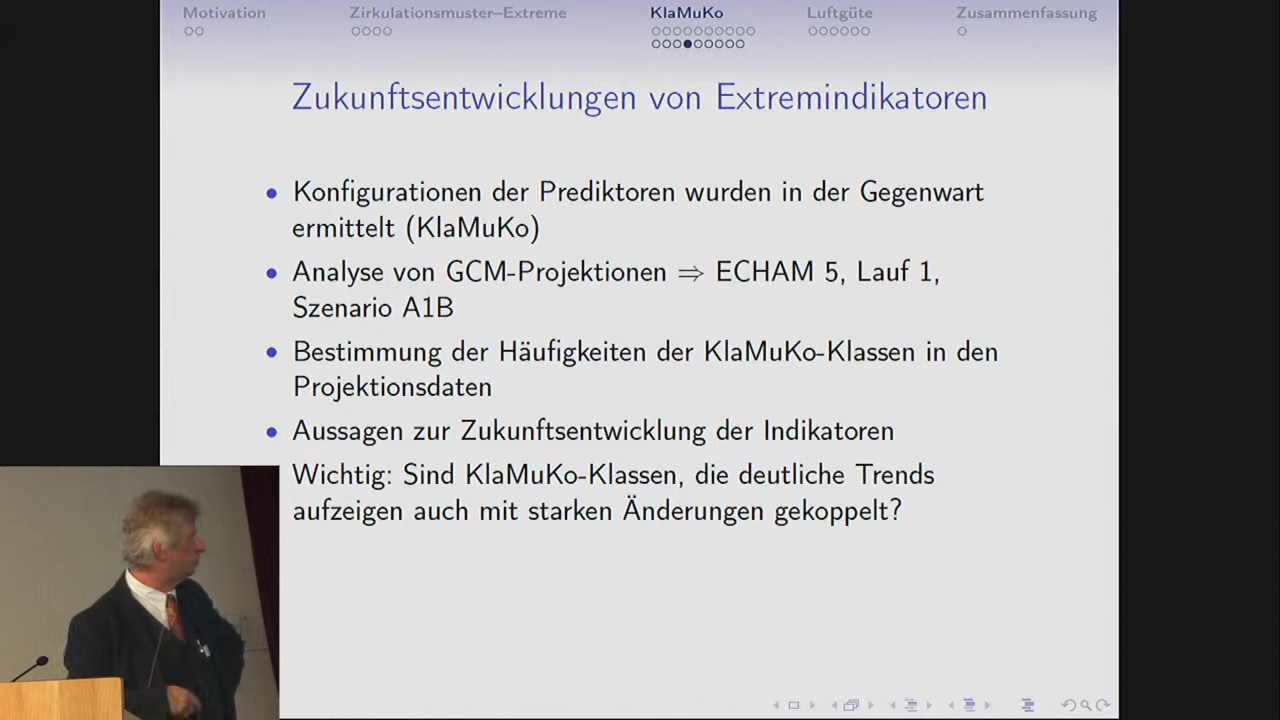 Motivation Zirkulationsmuster–Extreme KlaMuKo Luftgüte Zusammenfassung
Zukunftsentwicklungen von Extremindikatoren
• Konfigurationen der Prediktoren wurden in der Gegenwart
ermittelt (KlaMuKo)
• Analyse von GCM-Projektionen ⇒ ECHAM 5, Lauf 1,
Szenario A1B
• Bestimmung der Häufigkeiten der KlaMuKo-Klassen in den
Projektionsdaten
• Aussagen zur Zukunftsentwicklung der Indikatoren
Wichtig: Sind KlaMuKo-Klassen, die deutliche Trends
aufzeigen auch mit starken Änderungen gekoppelt?